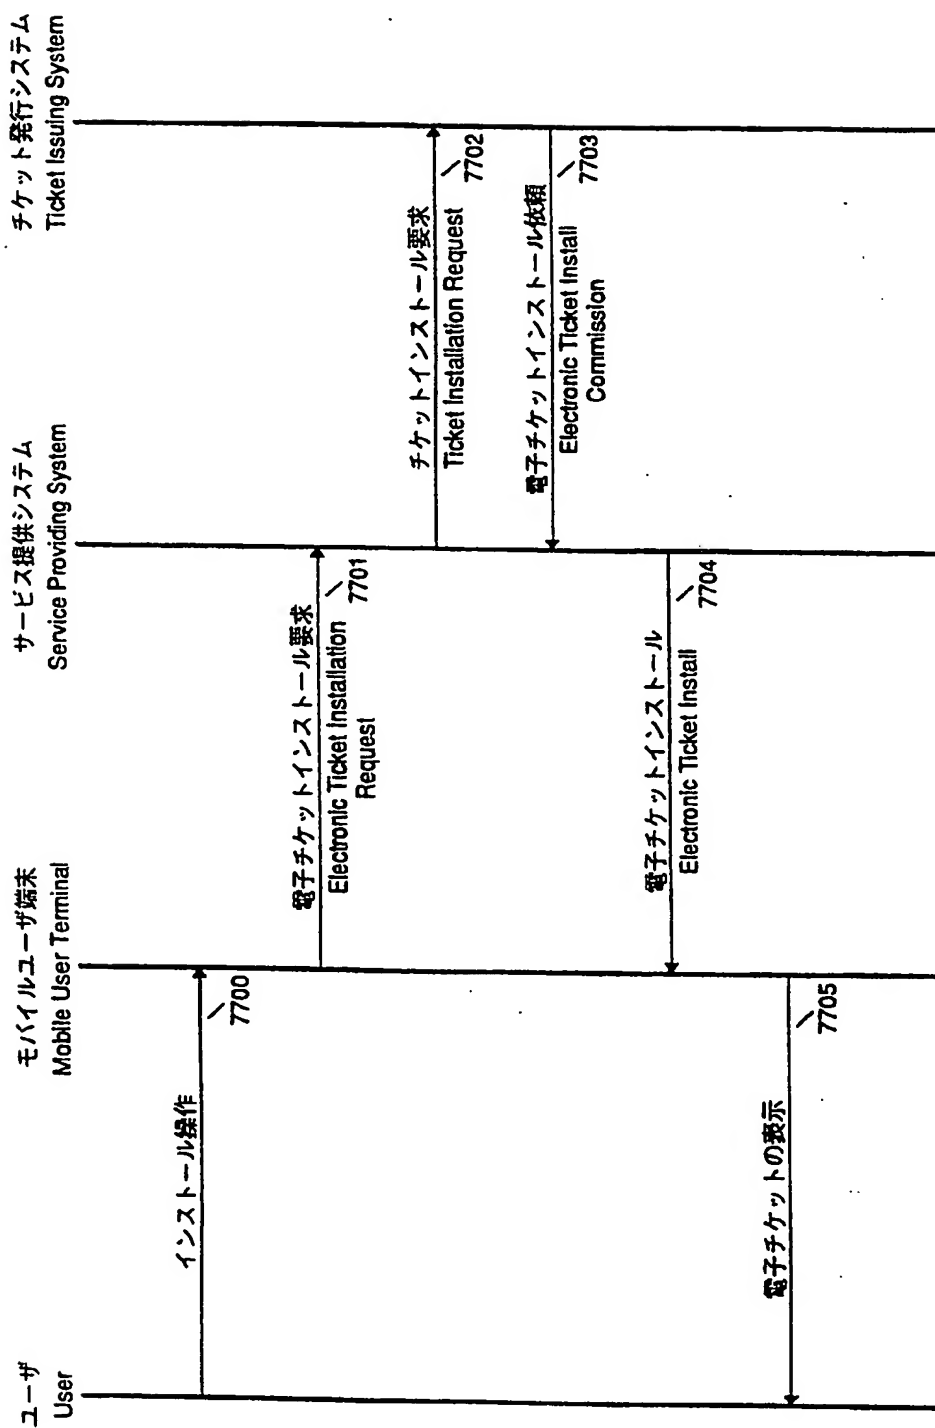 ユーザ
User
モバイルユーザ端末
Mobile User Terminal
サービス提供システム
Service Providing System
チケット発行システム
Ticket Issuing System
インストール操作
7700
電子チケットインストール要求
Electronic Ticket Installation
Request
7701
チケットインストール要求
Ticket Installation Request
7702
電子チケットインストール依頼
Electronic Ticket Install
Commission
7703
電子チケットインストール
Electronic Ticket Install
7704
電子チケットの表示
7705